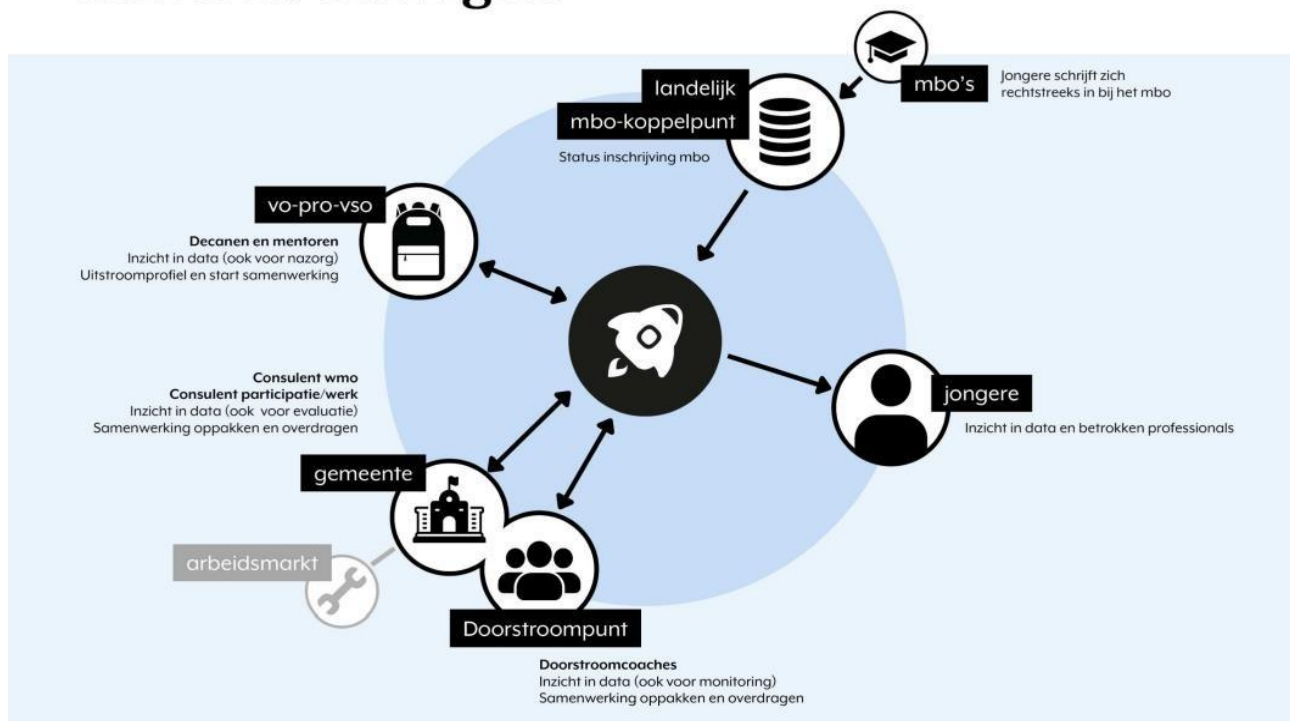 mbo's
Jongere schrijft zich
rechtstreeks in bij het mbo
landelijk
mbo-koppelpunt
Status inschrijving mbo
vo-pro-vso
Decanen en mentoren
Inzicht in data (ook voor nazorg)
Uitstroomprofiel en start samenwerking
jongere
Inzicht in data en betrokken professionals
Consulent wmo
Consulent participatie/werk
Inzicht in data (ook voor evaluatie)
Samenwerking oppakken en overdragen
gemeente
arbeidsmarkt
Doorstroompunt
Doorstroomcoaches
Inzicht in data (ook voor monitoring)
Samenwerking oppakken en overdragen